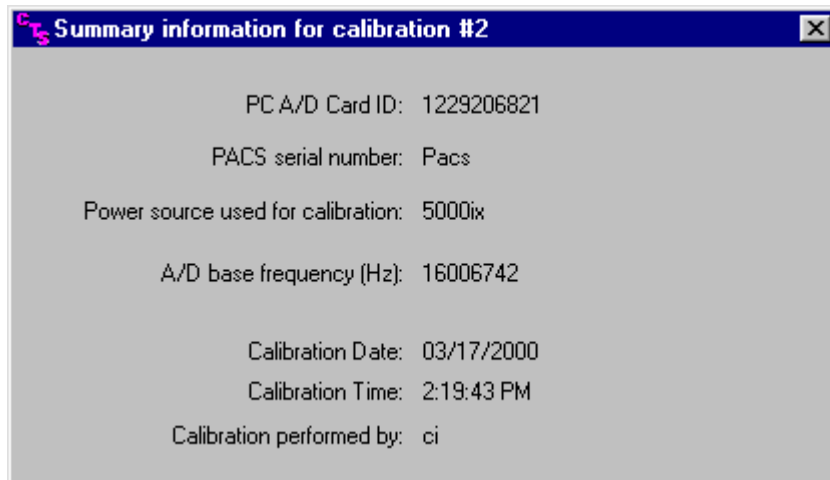 CTS Summary information for calibration #2
PC A/D Card ID: 1229206821
PACS serial number: Pacs
Power source used for calibration: 5000ix
A/D base frequency (Hz): 16006742
Calibration Date: 03/17/2000
Calibration Time: 2:19:43 PM
Calibration performed by: ci